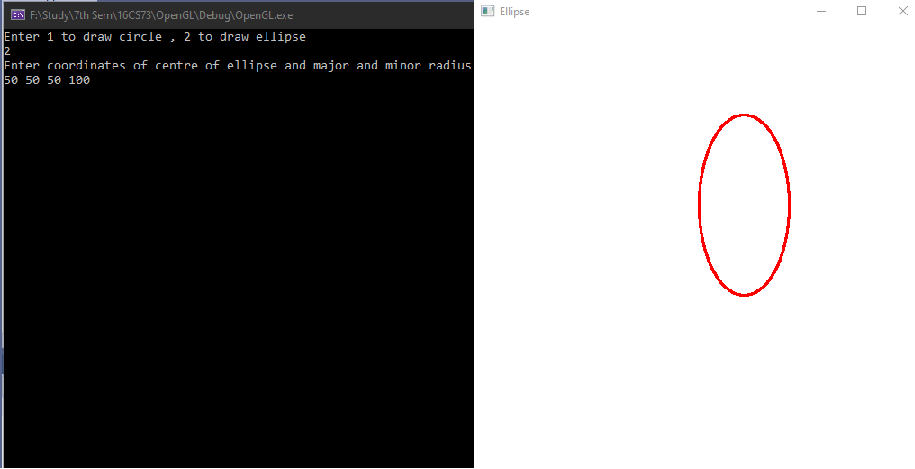 F:\Study\7th Sem\16CS73\OpenGL\Debug\OpenGL.exe
Enter 1 to draw circle , 2 to draw ellipse
2
Enter coordinates of centre of ellipse and major and minor radius
50 50 50 100
Ellipse